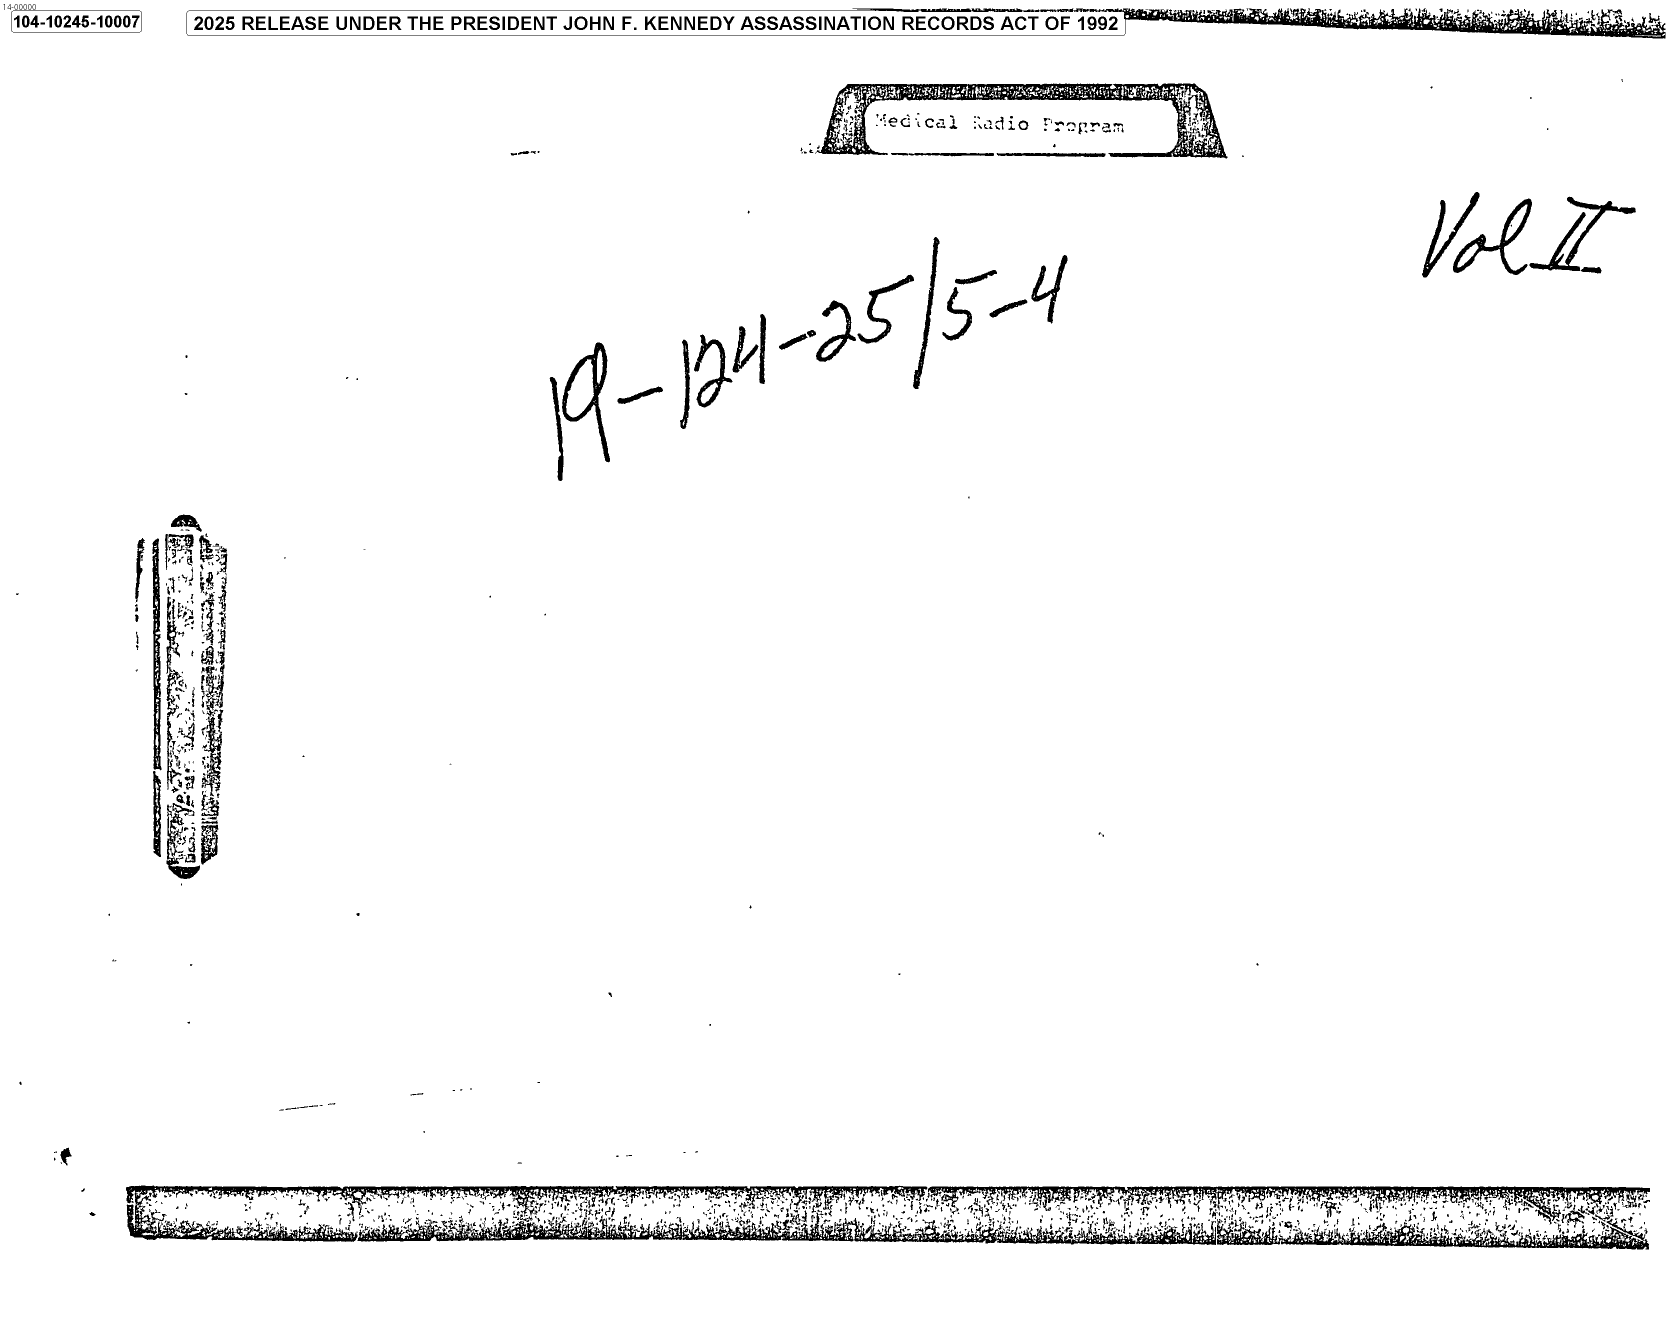 14-00000
104-10245-10007
2025 RELEASE UNDER THE PRESIDENT JOHN F. KENNEDY ASSASSINATION RECORDS ACT OF 1992
Medical Radio Program
Vol II
19-124-25/5-4